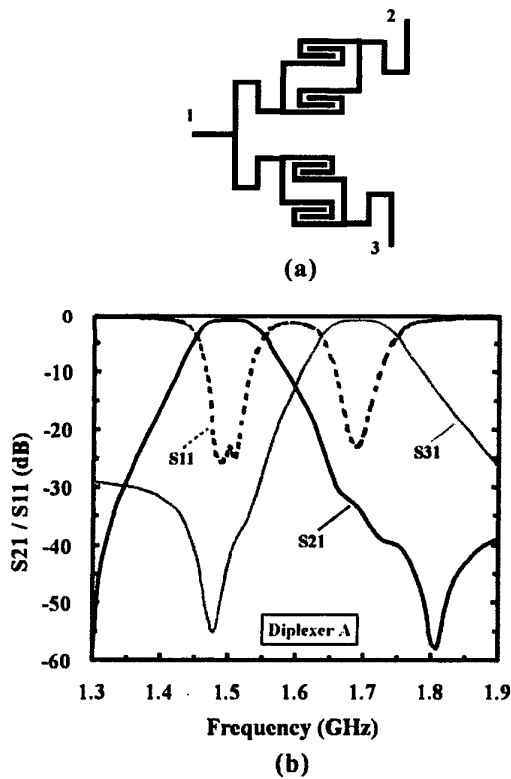 2
1
3
(a)
0
-10
-20
-30
-40
-50
-60
S21 / S11 (dB)
S11
S31
S21
Diplexer A
1.3 1.4 1.5 1.6 1.7 1.8 1.9
Frequency (GHz)
(b)